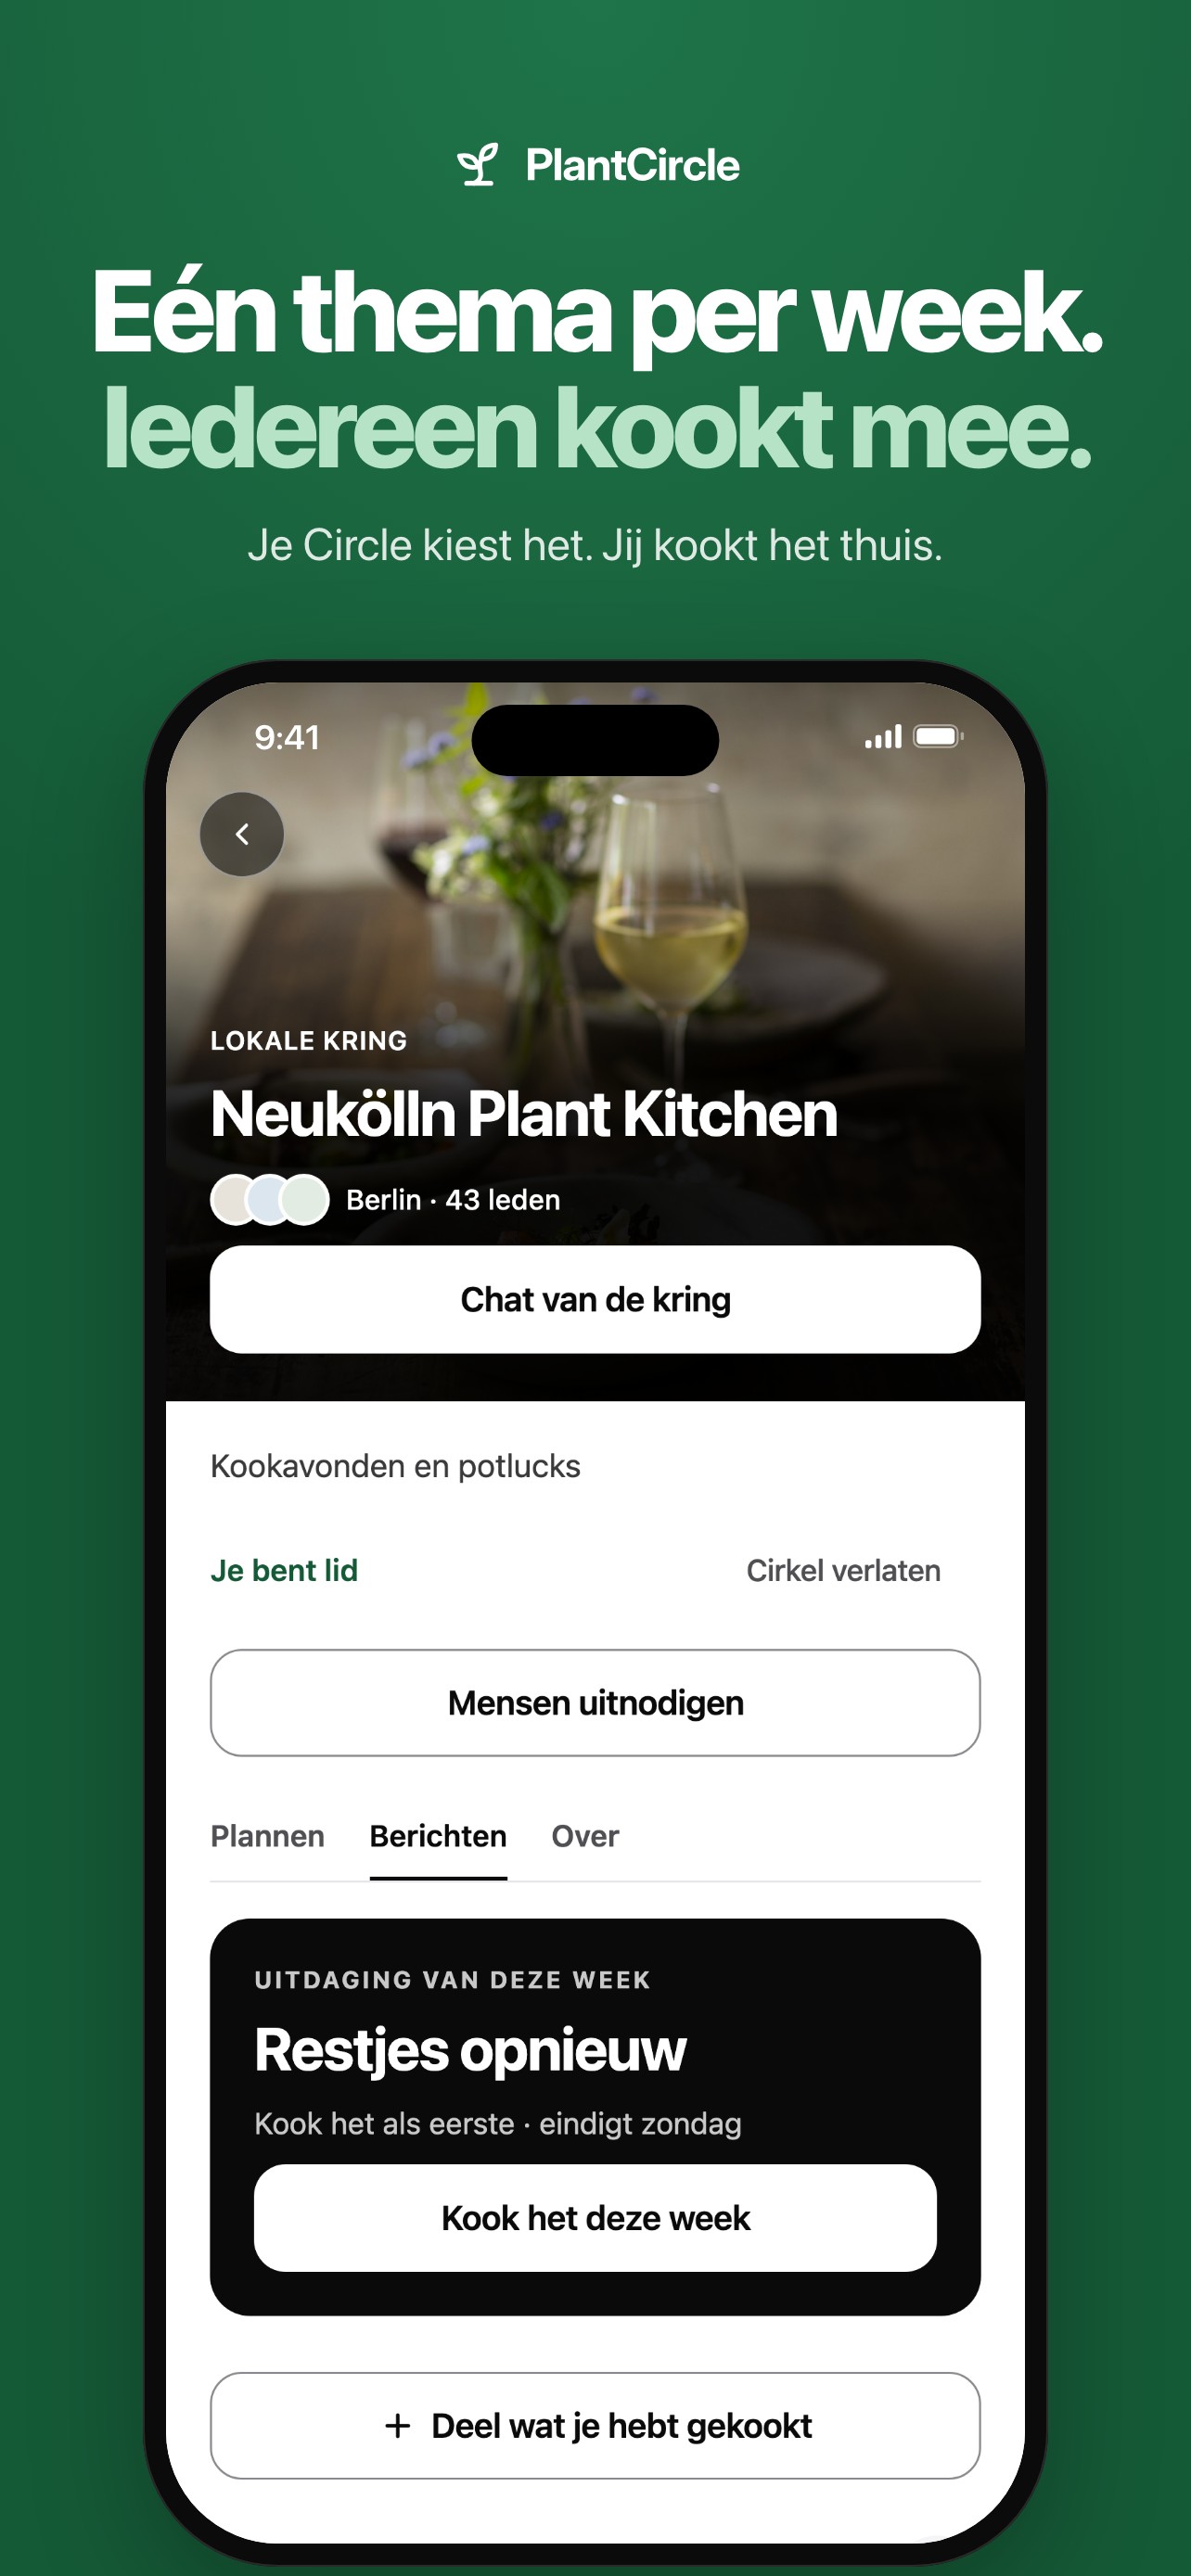 PlantCircle
Eén thema per week.
Iedereen kookt mee.
Je Circle kiest het. Jij kookt het thuis.
9:41
LOKALE KRING
Neukölln Plant Kitchen
Berlin · 43 leden
Chat van de kring
Kookavonden en potlucks
Je bent lid
Cirkel verlaten
Mensen uitnodigen
Plannen Berichten Over
UITDAGING VAN DEZE WEEK
Restjes opnieuw
Kook het als eerste · eindigt zondag
Kook het deze week
+ Deel wat je hebt gekookt